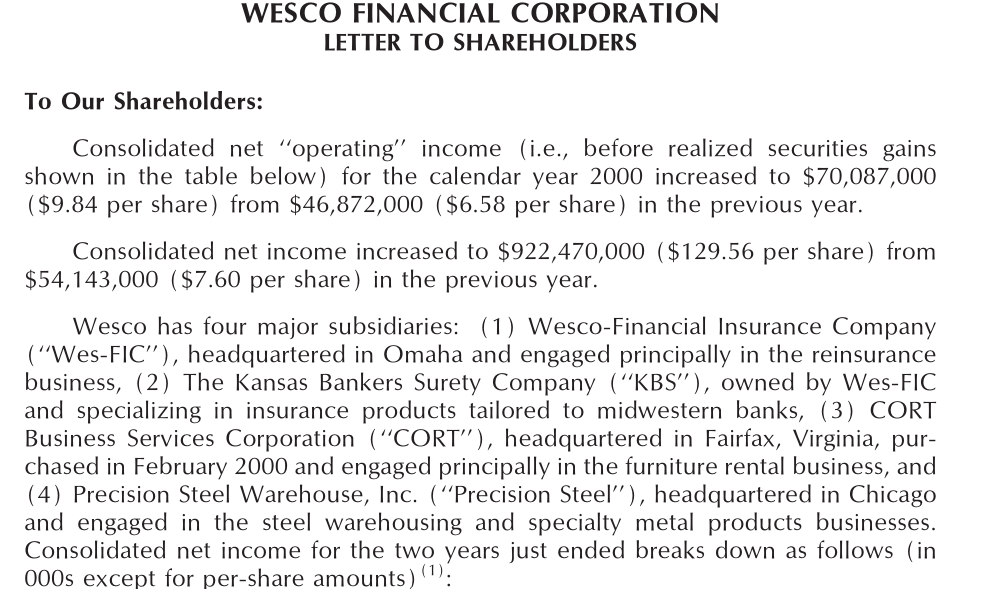 WESCO FINANCIAL CORPORATION
LETTER TO SHAREHOLDERS
To Our Shareholders:
Consolidated net ‘‘operating’’ income (i.e., before realized securities gains
shown in the table below) for the calendar year 2000 increased to $70,087,000
($9.84 per share) from $46,872,000 ($6.58 per share) in the previous year.
Consolidated net income increased to $922,470,000 ($129.56 per share) from
$54,143,000 ($7.60 per share) in the previous year.
Wesco has four major subsidiaries: (1) Wesco-Financial Insurance Company
(‘‘Wes-FIC’’), headquartered in Omaha and engaged principally in the reinsurance
business, (2) The Kansas Bankers Surety Company (‘‘KBS’’), owned by Wes-FIC
and specializing in insurance products tailored to midwestern banks, (3) CORT
Business Services Corporation (‘‘CORT’’), headquartered in Fairfax, Virginia, pur-
chased in February 2000 and engaged principally in the furniture rental business, and
(4) Precision Steel Warehouse, Inc. (‘‘Precision Steel’’), headquartered in Chicago
and engaged in the steel warehousing and specialty metal products businesses.
Consolidated net income for the two years just ended breaks down as follows (in
000s except for per-share amounts)(1):